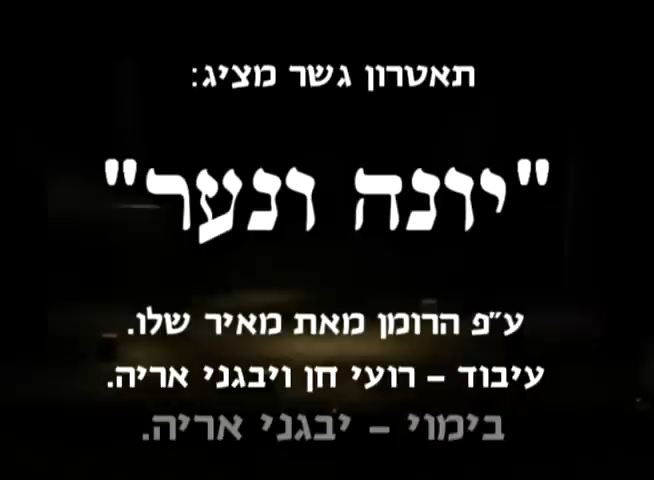 תאטרון גשר מציג:
"יונה ונער"
ע״פ הרומן מאת מאיר שלו.
עיבוד – רועי חן ויבגני אריה.
בימוי – יבגני אריה.